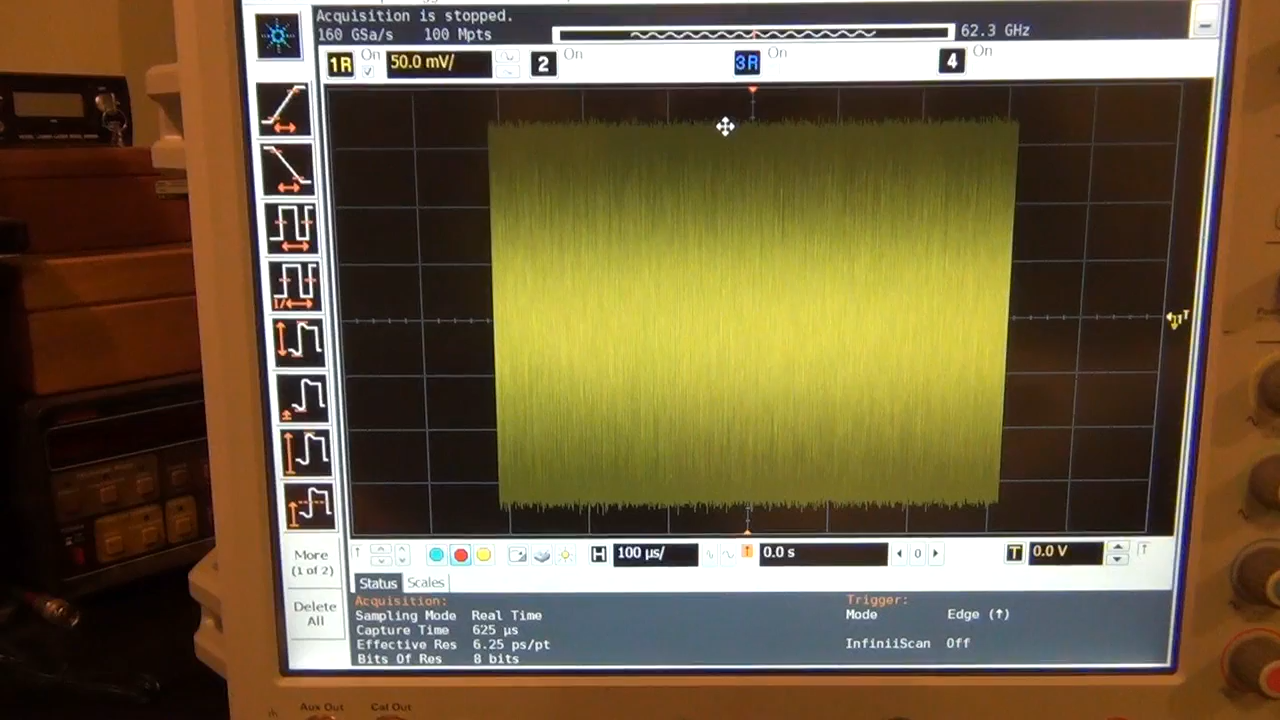 Acquisition is stopped.
160 GSa/s 100 Mpts 62.3 GHz
1R On 50.0 mV/ 2 On 3R On 4 On
T
H 100 µs/ 0.0 s 0 T 0.0 V
More
(1 of 2)
Delete
All
Status Scales
Acquisition:
Sampling Mode Real Time
Capture Time 625 µs
Effective Res 6.25 ps/pt
Bits Of Res 8 bits
Trigger:
Mode Edge (↑)
InfiniiScan Off
Aux Out Cal Out